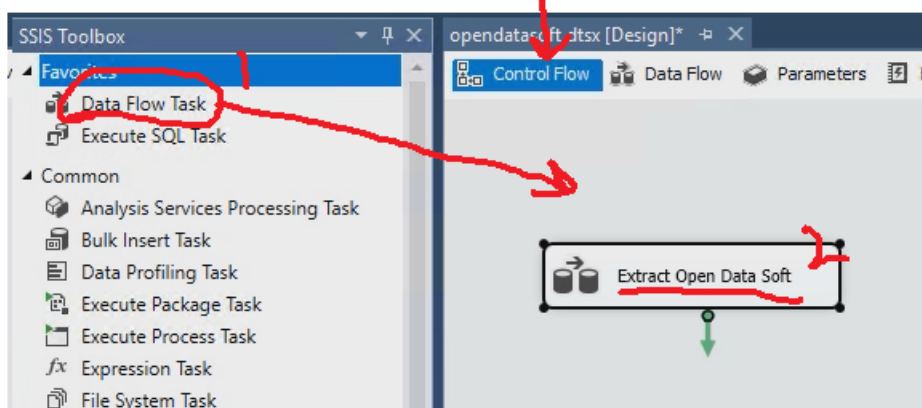 SSIS Toolbox
Favorites
Data Flow Task
Execute SQL Task
Common
Analysis Services Processing Task
Bulk Insert Task
Data Profiling Task
Execute Package Task
Execute Process Task
fx Expression Task
File System Task
opendatasoft.dtsx [Design]*
Control Flow Data Flow Parameters
Extract Open Data Soft